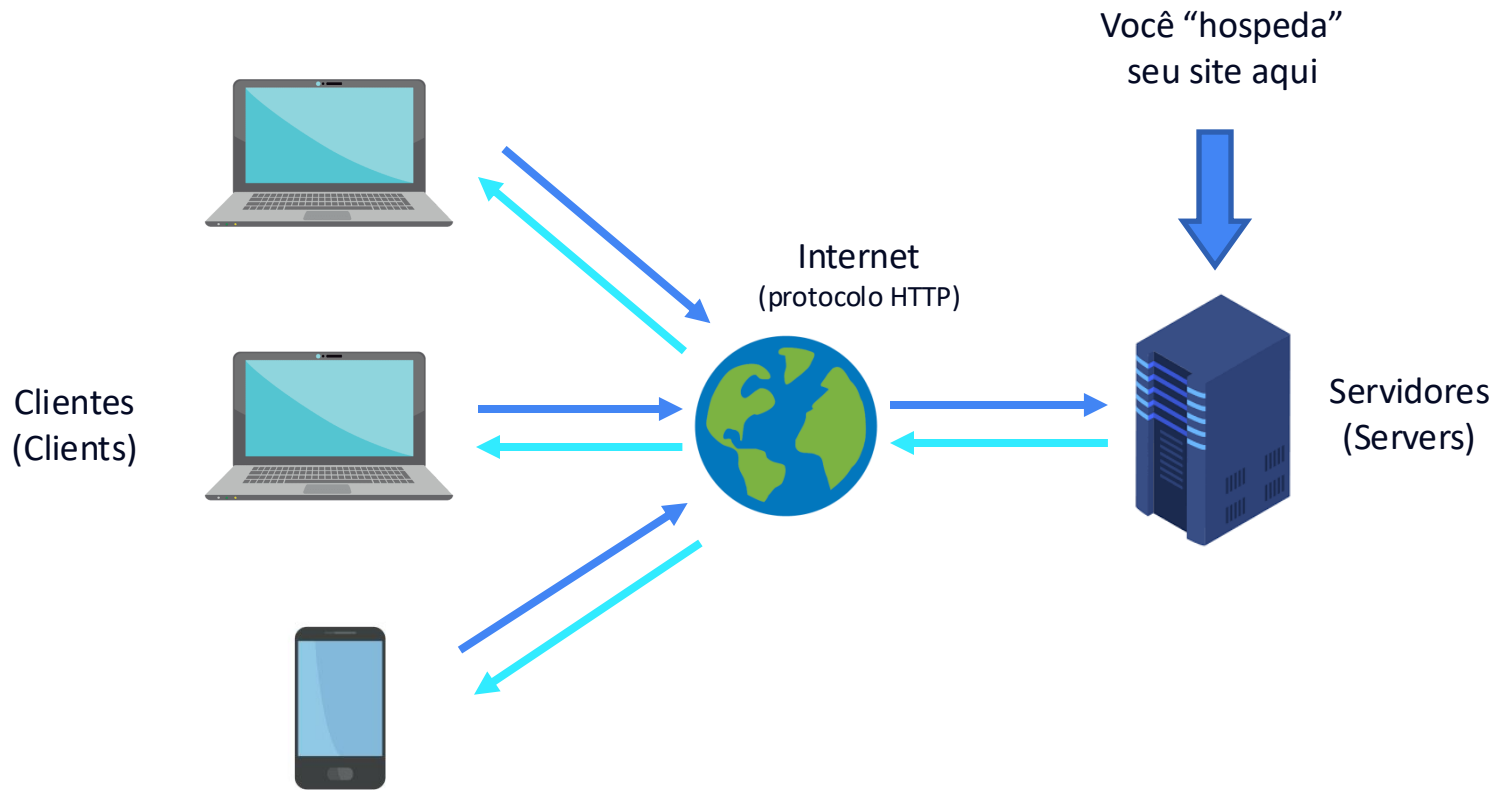 Você “hospeda”
seu site aqui
Internet
(protocolo HTTP)
Clientes
(Clients)
Servidores
(Servers)